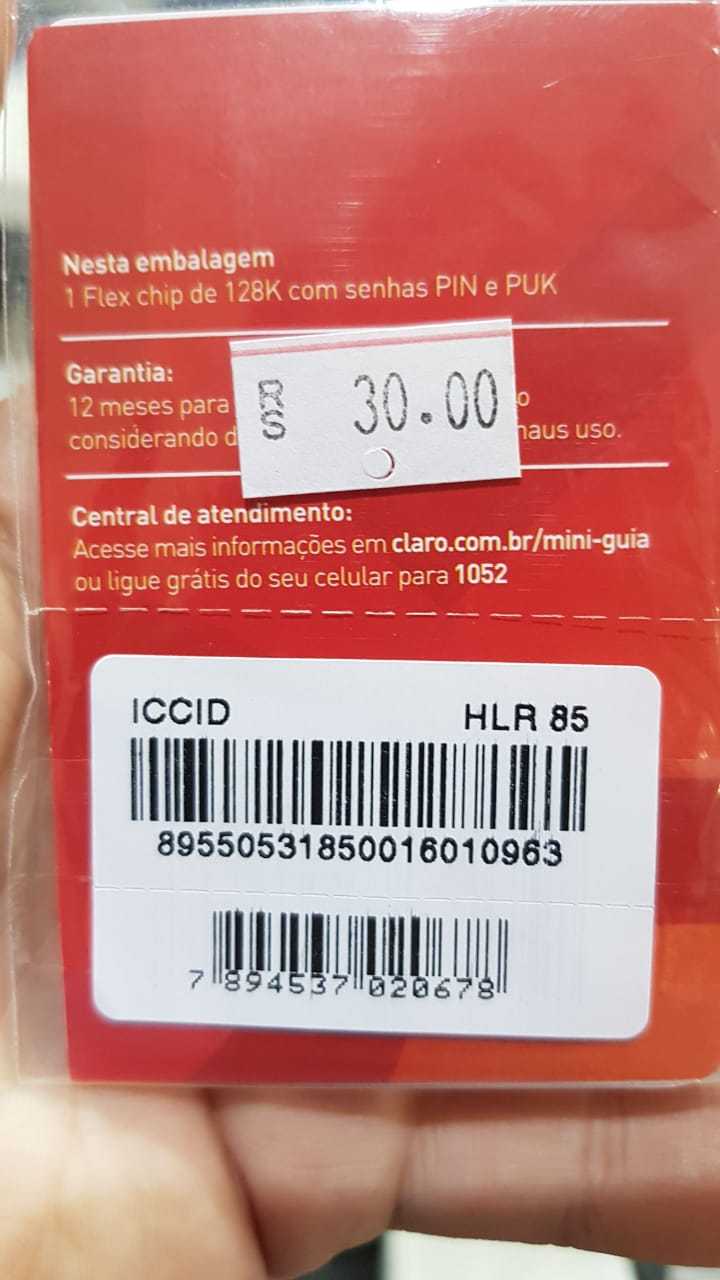 Nesta embalagem
1 Flex chip de 128K com senhas PIN e PUK
Garantia:
12 meses para
considerando maus uso.
R$ 30.00
Central de atendimento:
Acesse mais informações em claro.com.br/mini-guia
ou ligue grátis do seu celular para 1052
ICCID HLR 85
89550531850016010963
7 894537 020678